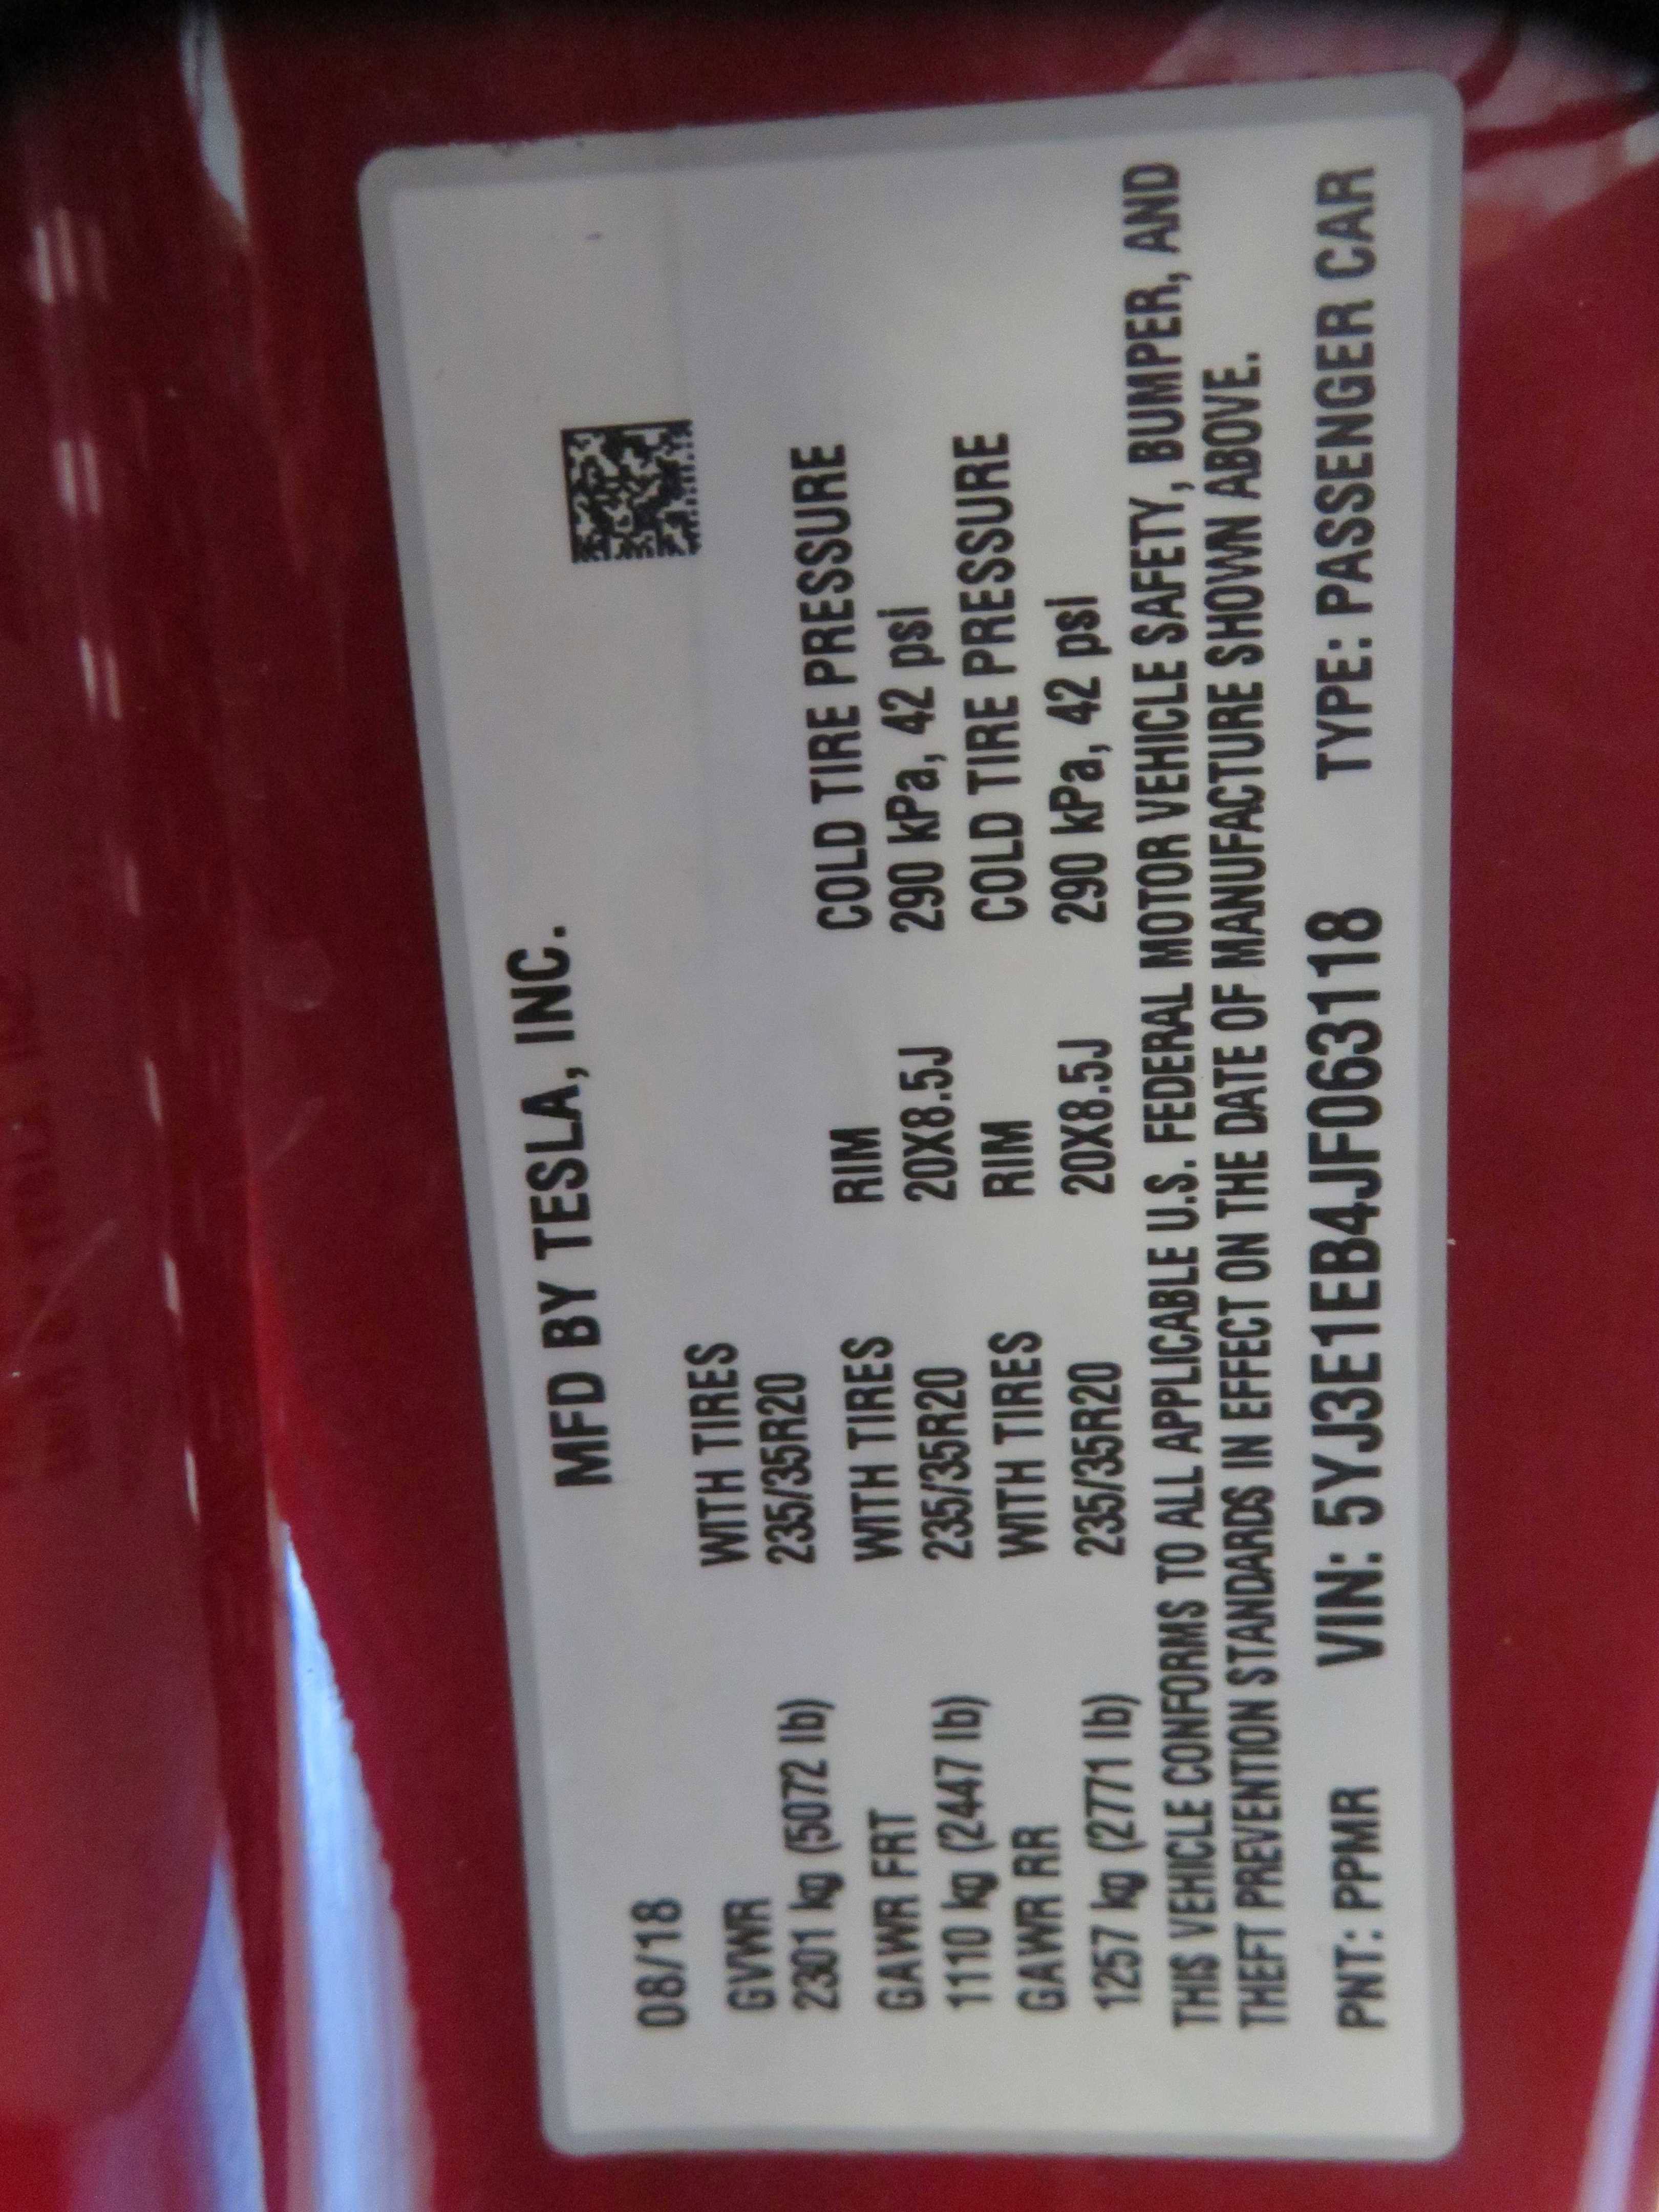 MFD BY TESLA, INC.
08/18
GVWR WITH TIRES
2301 kg (5072 lb) 235/35R20
GAWR FRT WITH TIRES RIM COLD TIRE PRESSURE
1110 kg (2447 lb) 235/35R20 20X8.5J 290 kPa, 42 psi
GAWR RR WITH TIRES RIM COLD TIRE PRESSURE
1257 kg (2771 lb) 235/35R20 20X8.5J 290 kPa, 42 psi
THIS VEHICLE CONFORMS TO ALL APPLICABLE U.S. FEDERAL MOTOR VEHICLE SAFETY, BUMPER, AND
THEFT PREVENTION STANDARDS IN EFFECT ON THE DATE OF MANUFACTURE SHOWN ABOVE.
PNT: PPMR VIN: 5YJ3E1EB4JF063118 TYPE: PASSENGER CAR